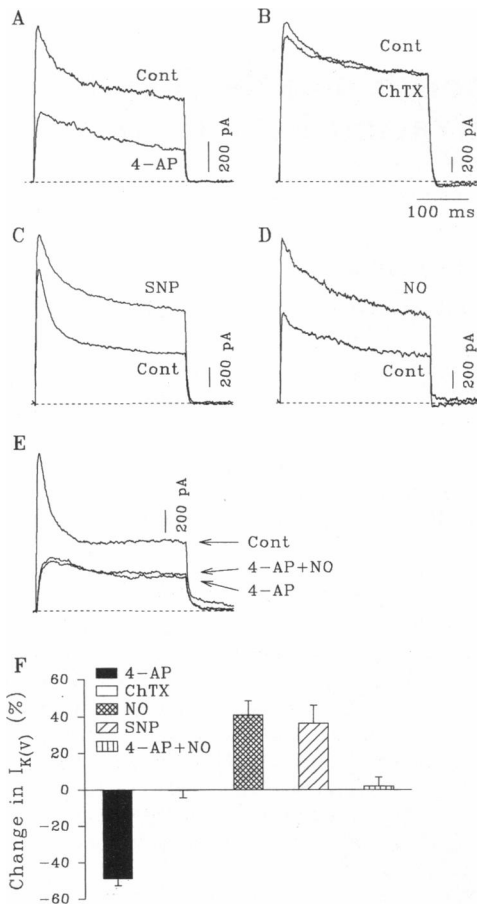 A
Cont
4-AP
200 pA
B
Cont
ChTX
200 pA
100 ms
C
SNP
Cont
200 pA
D
NO
Cont
200 pA
E
200 pA
Cont
4-AP+NO
4-AP
F
Change in I_K(V) (%)
60
40
20
0
-20
-40
-60
4-AP
ChTX
NO
SNP
4-AP+NO